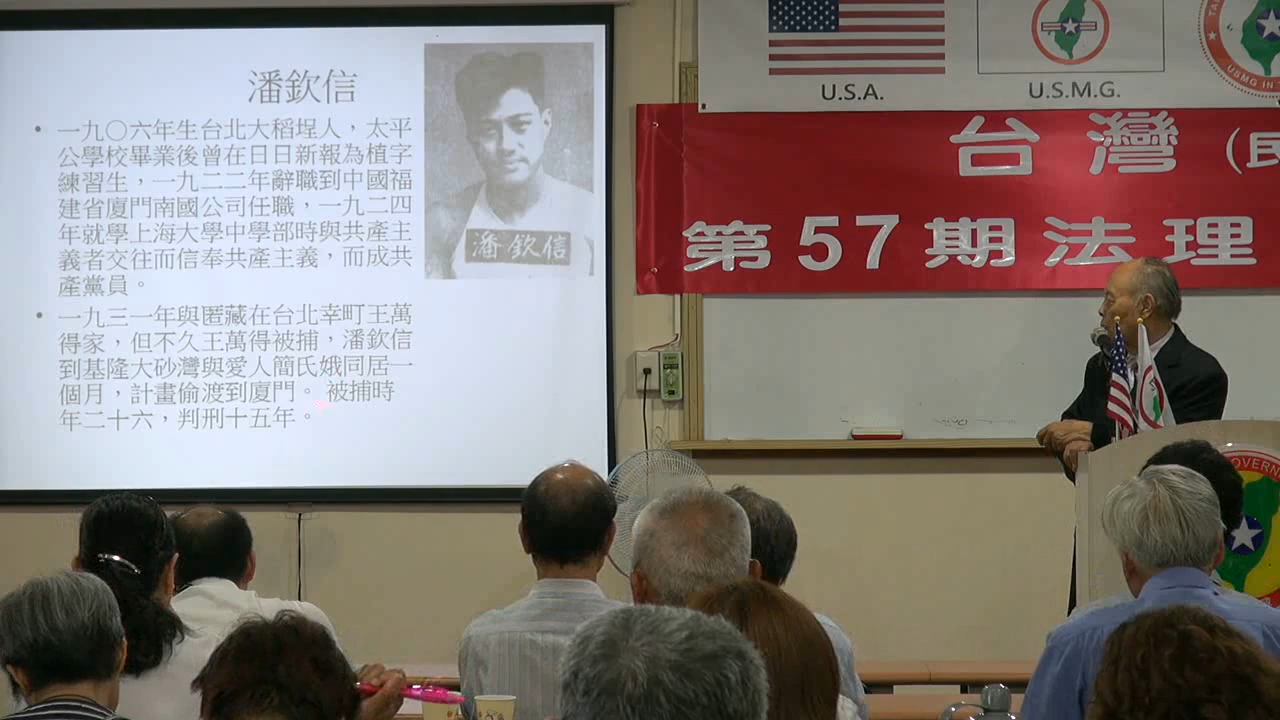 潘欽信
• 一九〇六年生台北大稻埕人，太平
公學校畢業後曾在日日新報為植字
練習生，一九二二年辭職到中國福
建省廈門南國公司任職，一九二四
年就學上海大學中學部時與共產主
義者交往而信奉共產主義，而成共
產黨員。
• 一九三一年與匿藏在台北幸町王萬
得家，但不久王萬得被捕，潘欽信
到基隆大砂灣與愛人簡氏娥同居一
個月，計畫偷渡到廈門。被捕時
年二十六，判刑十五年。
潘欽信
U.S.A.
U.S.M.G.
USMG IN
台灣（民
第57期法理
GOVERN